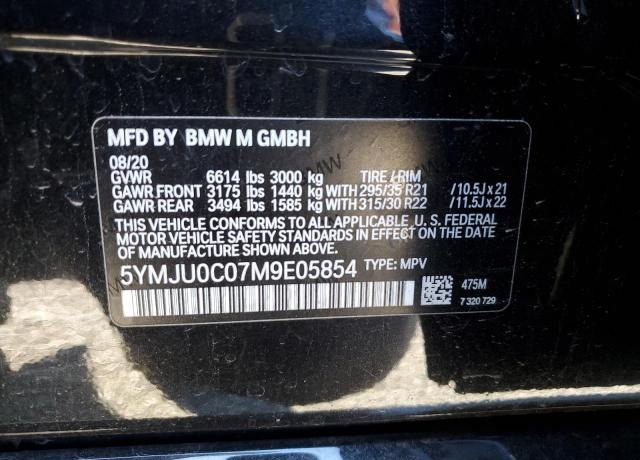 MFD BY BMW M GMBH
08/20
GVWR 6614 lbs 3000 kg TIRE / RIM
GAWR FRONT 3175 lbs 1440 kg WITH 295/35 R21 /10.5J x 21
GAWR REAR 3494 lbs 1585 kg WITH 315/30 R22 /11.5J x 22
THIS VEHICLE CONFORMS TO ALL APPLICABLE U. S. FEDERAL
MOTOR VEHICLE SAFETY STANDARDS IN EFFECT ON THE DATE
OF MANUFACTURE SHOWN ABOVE.
5YMJU0C07M9E05854 TYPE: MPV
475M
7 320 729